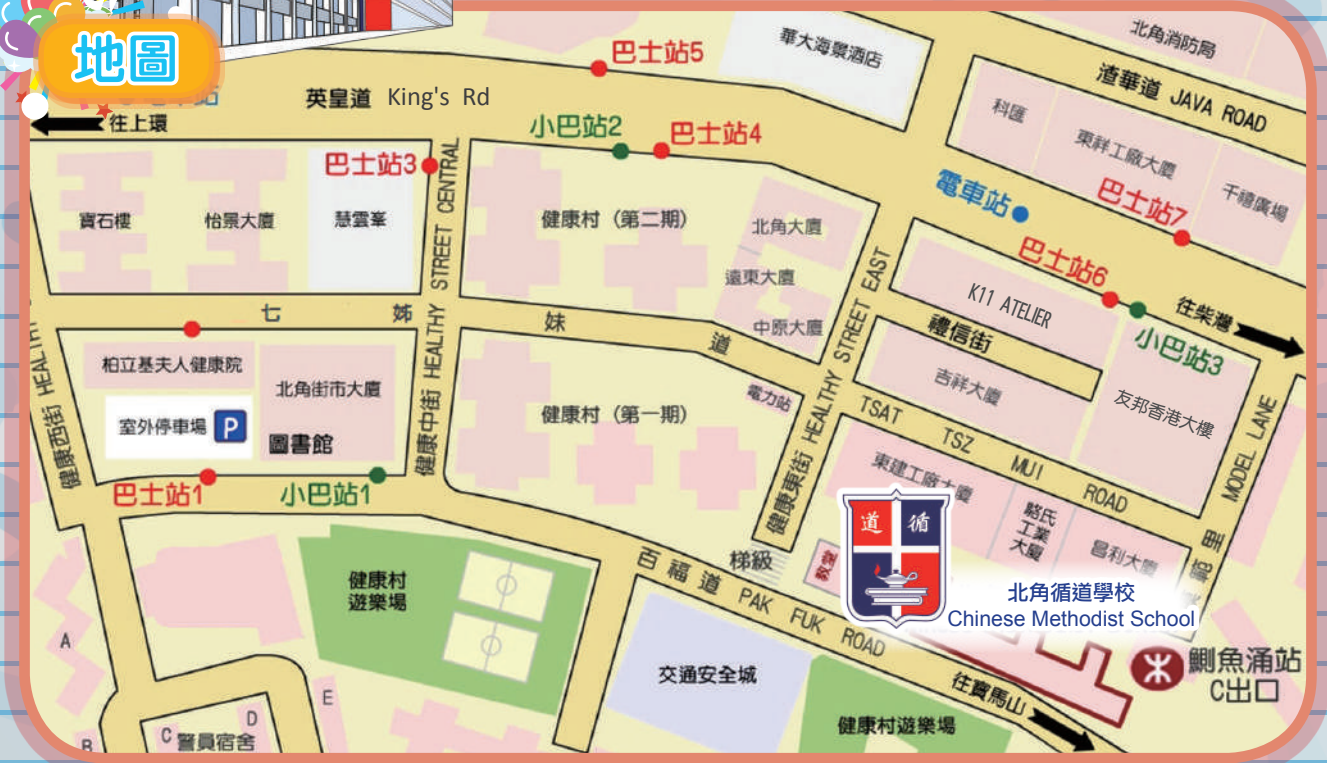 地圖
英皇道 King's Rd
往上環
巴士站5
華大海景酒店
北角消防局
渣華道 JAVA ROAD
科匯
東祥工廠大廈
千禧廣場
小巴站2
巴士站4
巴士站3
電車站
巴士站7
巴士站6
往柴灣
小巴站3
寶石樓
怡景大廈
慧雲峯
健康村（第二期）
北角大廈
遠東大廈
中原大廈
K11 ATELIER
禮信街
吉祥大廈
友邦香港大樓
七姊妹道
TSAT TSZ MUI ROAD
健康中街 HEALTHY STREET CENTRAL
健康東街 HEALTHY STREET EAST
MODEL LANE
健康西街 HEALTHY
柏立基夫人健康院
北角街市大廈
室外停車場 P
圖書館
健康村（第一期）
電力站
巴士站1
小巴站1
東建工廠大廈
駱氏
工業
大廈
昌利大廈
梯級
道循
北角循道學校
Chinese Methodist School
百福道 PAK FUK ROAD
健康村
遊樂場
交通安全城
往寶馬山
健康村遊樂場
鰂魚涌站
C出口
A
B
C
D
E
警員宿舍